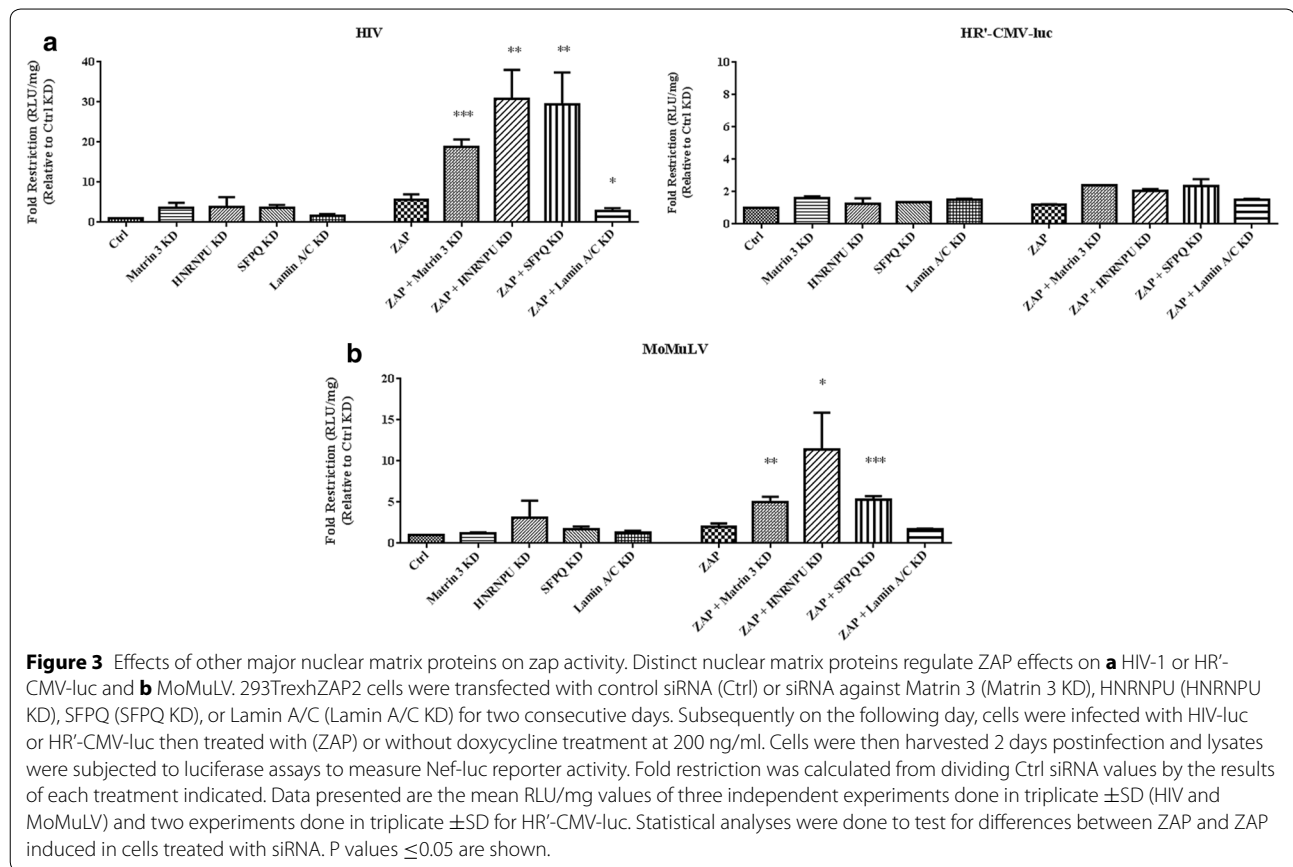 a
HIV
Fold Restriction (RLU/mg)
(Relative to Ctrl KD)
40
30
20
10
0
***
**
**
*
Ctrl
Matrin 3 KD
HNRNPU KD
SFPQ KD
Lamin A/C KD
ZAP
ZAP + Matrin 3 KD
ZAP + HNRNPU KD
ZAP + SFPQ KD
ZAP + Lamin A/C KD
HR'-CMV-luc
Fold Restriction (RLU/mg)
(Relative to Ctrl KD)
10
8
6
4
2
0
Ctrl
Matrin 3 KD
HNRNPU KD
SFPQ KD
Lamin A/C KD
ZAP
ZAP + Matrin 3 KD
ZAP + HNRNPU KD
ZAP + SFPQ KD
ZAP + Lamin A/C KD
b
MoMuLV
Fold Restriction (RLU/mg)
(Relative to Ctrl KD)
20
15
10
5
0
**
*
***
Ctrl
Matrin 3 KD
HNRNPU KD
SFPQ KD
Lamin A/C KD
ZAP
ZAP + Matrin 3 KD
ZAP + HNRNPU KD
ZAP + SFPQ KD
ZAP + Lamin A/C KD
Figure 3 Effects of other major nuclear matrix proteins on zap activity. Distinct nuclear matrix proteins regulate ZAP effects on a HIV-1 or HR'-
CMV-luc and b MoMuLV. 293TrexhZAP2 cells were transfected with control siRNA (Ctrl) or siRNA against Matrin 3 (Matrin 3 KD), HNRNPU (HNRNPU
KD), SFPQ (SFPQ KD), or Lamin A/C (Lamin A/C KD) for two consecutive days. Subsequently on the following day, cells were infected with HIV-luc
or HR'-CMV-luc then treated with (ZAP) or without doxycycline treatment at 200 ng/ml. Cells were then harvested 2 days postinfection and lysates
were subjected to luciferase assays to measure Nef-luc reporter activity. Fold restriction was calculated from dividing Ctrl siRNA values by the results
of each treatment indicated. Data presented are the mean RLU/mg values of three independent experiments done in triplicate ±SD (HIV and
MoMuLV) and two experiments done in triplicate ±SD for HR'-CMV-luc. Statistical analyses were done to test for differences between ZAP and ZAP
induced in cells treated with siRNA. P values ≤0.05 are shown.